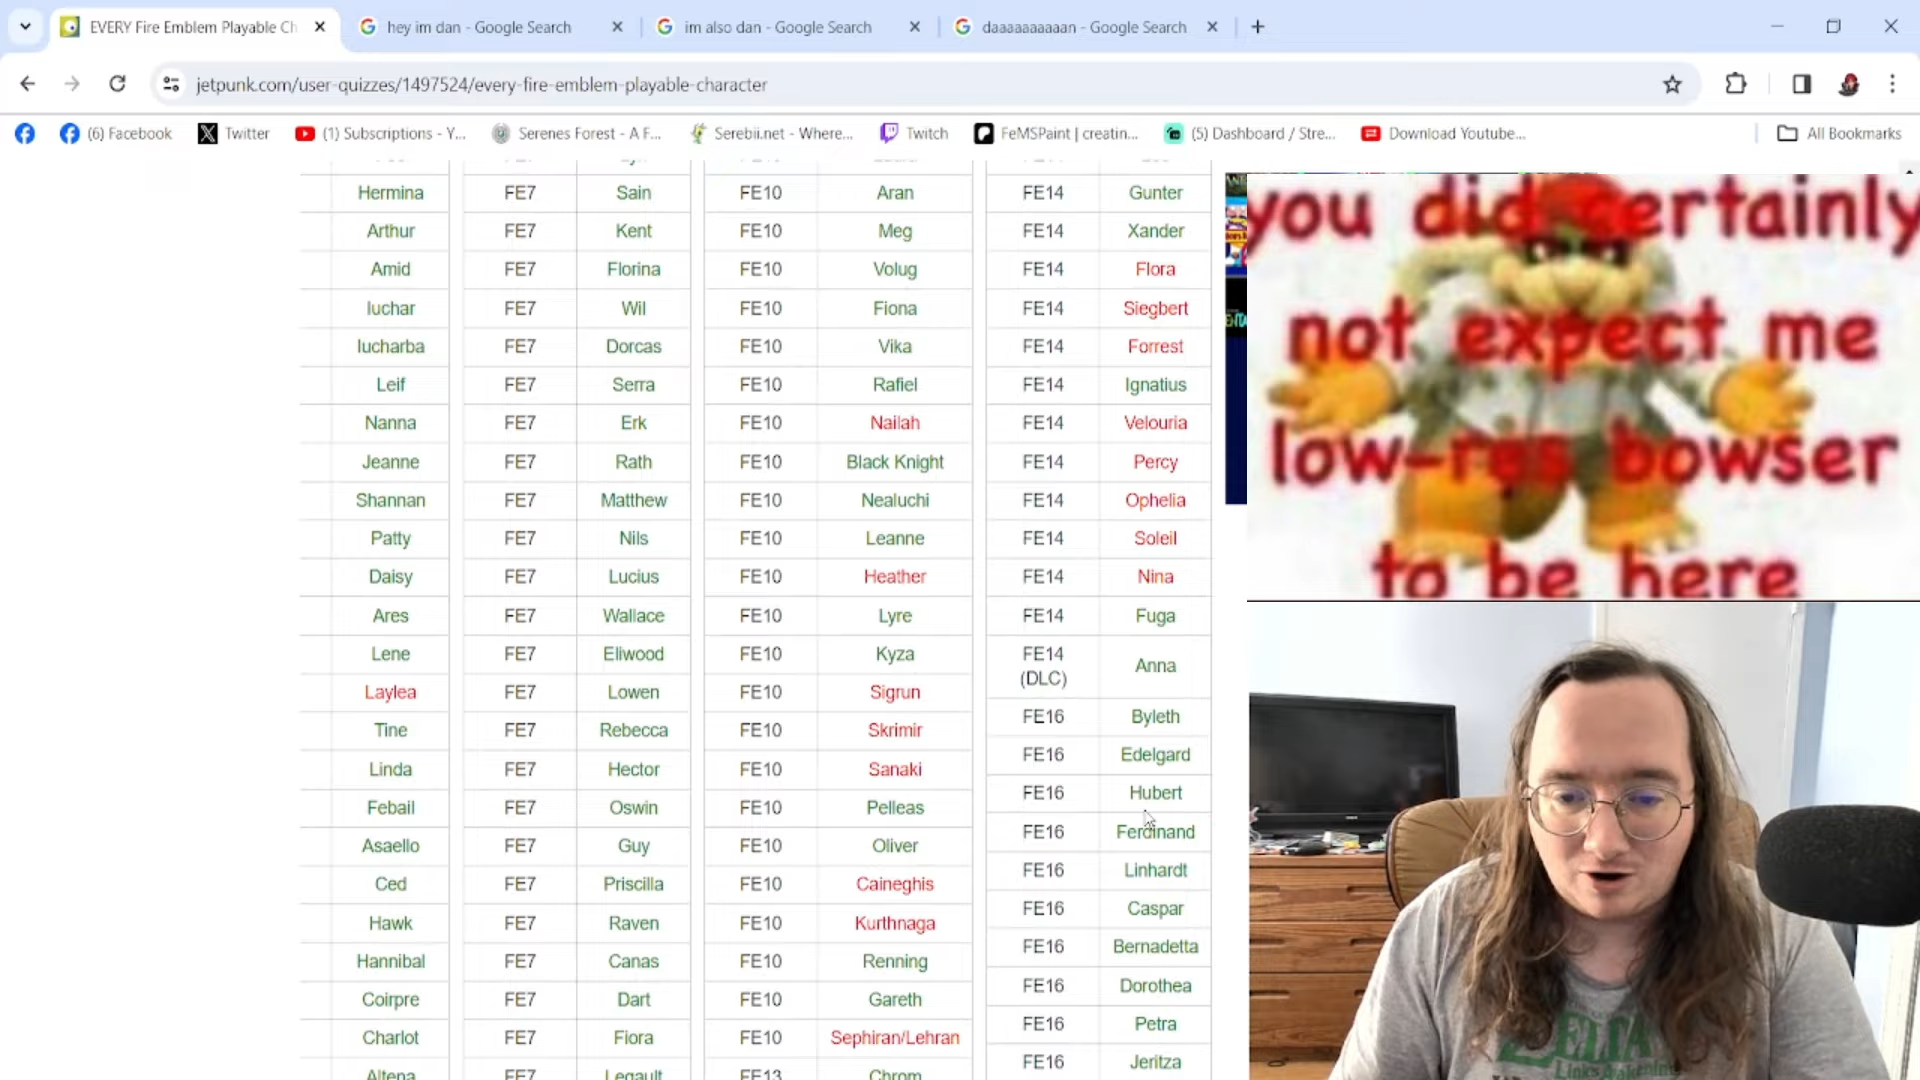 EVERY Fire Emblem Playable Ch
hey im dan - Google Search
im also dan - Google Search
daaaaaaaaaan - Google Search
jetpunk.com/user-quizzes/1497524/every-fire-emblem-playable-character
(6) Facebook
Twitter
(1) Subscriptions - Y...
Serenes Forest - A F...
Serebii.net - Where...
Twitch
FeMSPaint | creatin...
(5) Dashboard / Stre...
Download Youtube...
All Bookmarks
Hermina FE7 Sain FE10 Aran FE14 Gunter
Arthur FE7 Kent FE10 Meg FE14 Xander
Amid FE7 Florina FE10 Volug FE14 Flora
Iuchar FE7 Wil FE10 Fiona FE14 Siegbert
Iucharba FE7 Dorcas FE10 Vika FE14 Forrest
Leif FE7 Serra FE10 Rafiel FE14 Ignatius
Nanna FE7 Erk FE10 Nailah FE14 Velouria
Jeanne FE7 Rath FE10 Black Knight FE14 Percy
Shannan FE7 Matthew FE10 Nealuchi FE14 Ophelia
Patty FE7 Nils FE10 Leanne FE14 Soleil
Daisy FE7 Lucius FE10 Heather FE14 Nina
Ares FE7 Wallace FE10 Lyre FE14 Fuga
Lene FE7 Eliwood FE10 Kyza FE14 (DLC) Anna
Laylea FE7 Lowen FE10 Sigrun FE16 Byleth
Tine FE7 Rebecca FE10 Skrimir FE16 Edelgard
Linda FE7 Hector FE10 Sanaki FE16 Hubert
Febail FE7 Oswin FE10 Pelleas FE16 Ferdinand
Asaello FE7 Guy FE10 Oliver FE16 Linhardt
Ced FE7 Priscilla FE10 Caineghis FE16 Caspar
Hawk FE7 Raven FE10 Kurthnaga FE16 Bernadetta
Hannibal FE7 Canas FE10 Renning FE16 Dorothea
Coirpre FE7 Dart FE10 Gareth FE16 Petra
Charlot FE7 Fiora FE10 Sephiran/Lehran FE16 Jeritza
Altena FE7 Legault FE13 Chrom
you did certainly
not expect me
low-res bowser
to be here
ZELDA
Link's Awakening